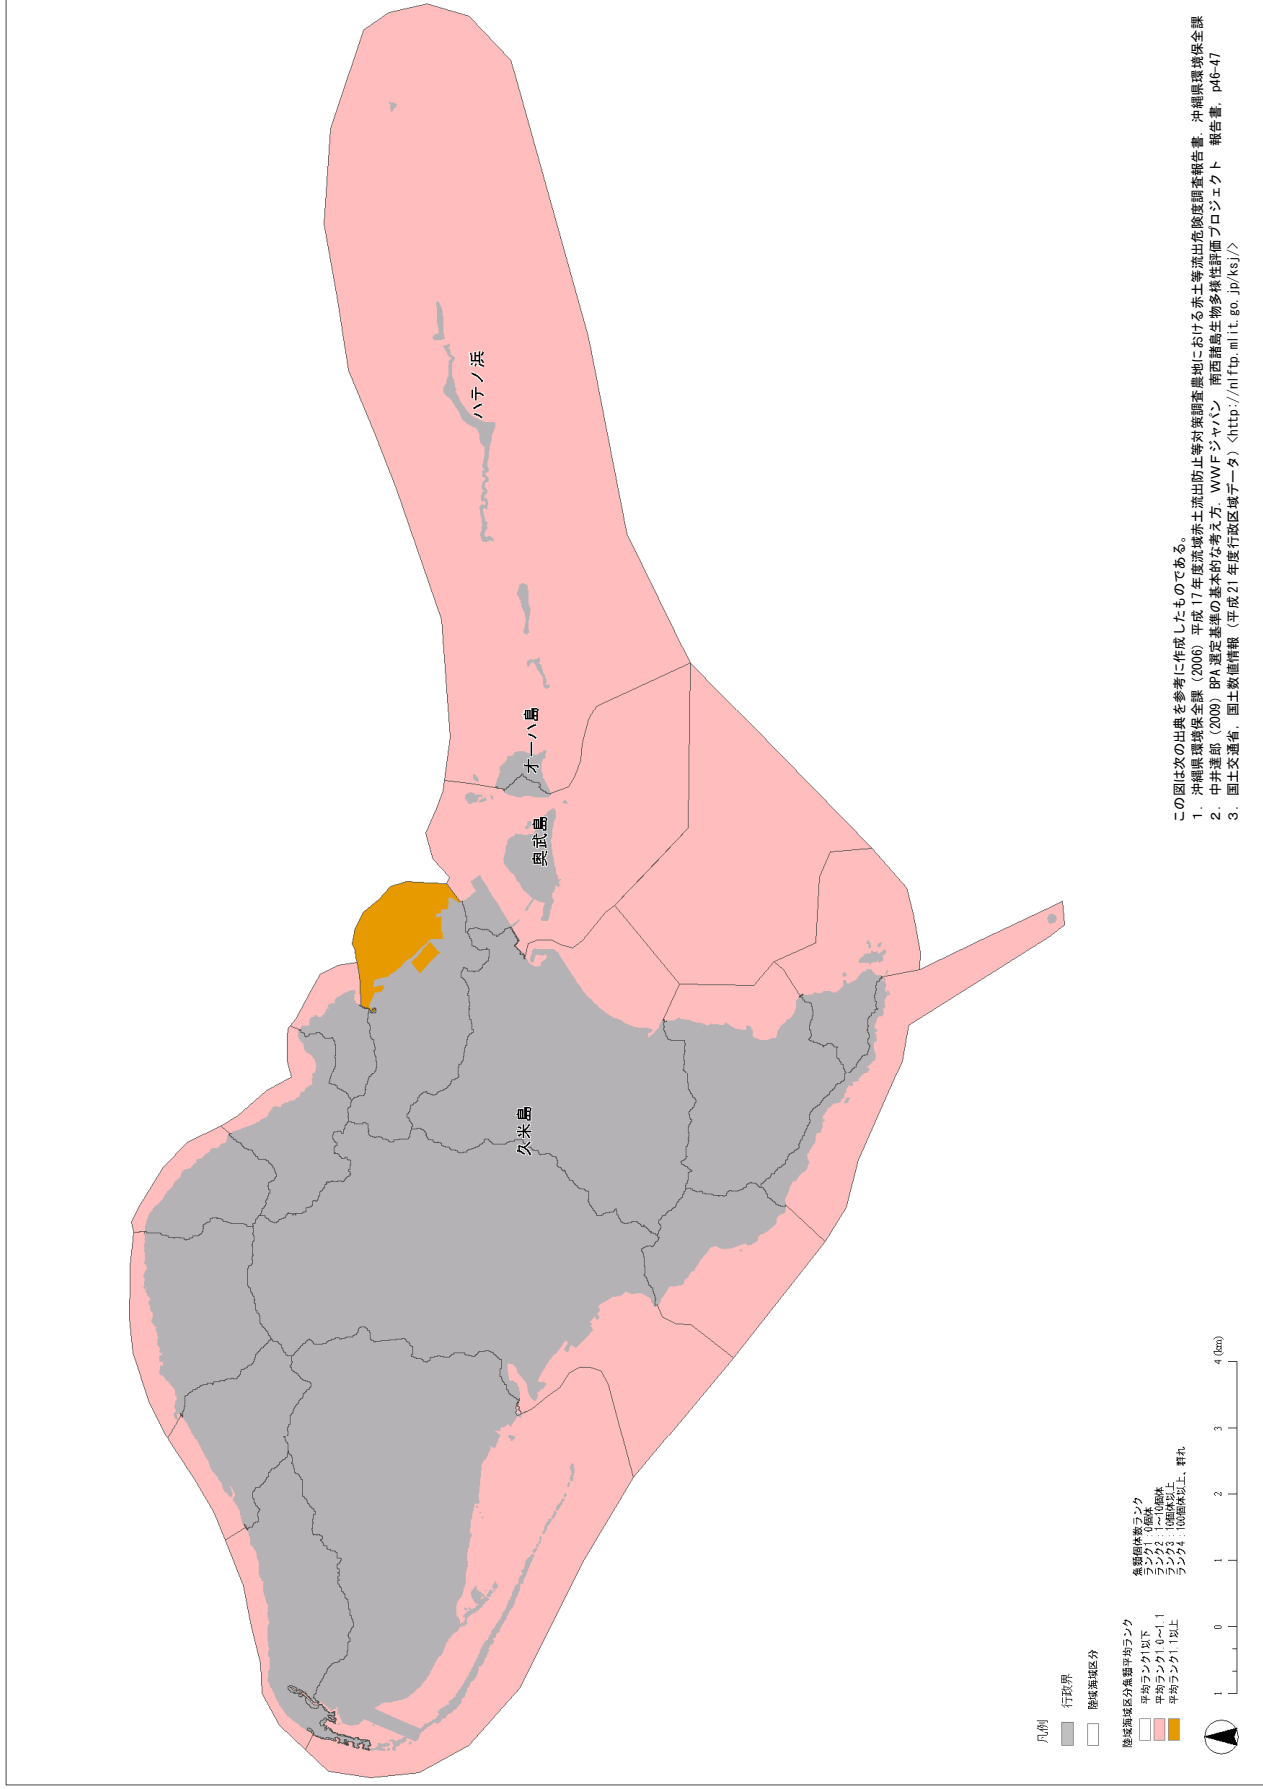 ハテノ浜
オーハ島
奥武島
久米島
この図は次の出典を参考に作成したものである。
1. 沖縄県環境保全課（2006）平成17年度流域赤土流出防止等対策調査農地における赤土等流出危険度調査報告書. 沖縄県環境保全課
2. 中井達郎（2009）BPA選定基準の基本的な考え方. WWFジャパン 南西諸島生物多様性評価プロジェクト 報告書, p46-47
3. 国土交通省, 国土数値情報（平成21年度行政区域データ）<http://nlftp.mlit.go.jp/ksj/>
凡例
行政界
陸域海域区分
陸域海域区分魚類平均ランク
平均ランク1以下
平均ランク1.0~1.1
平均ランク1.1以上
魚類個体数ランク
ランク1：0個体
ランク2：1~10個体
ランク3：10個体以上
ランク4：100個体以上、群れ
1 0 1 2 3 4 (km)